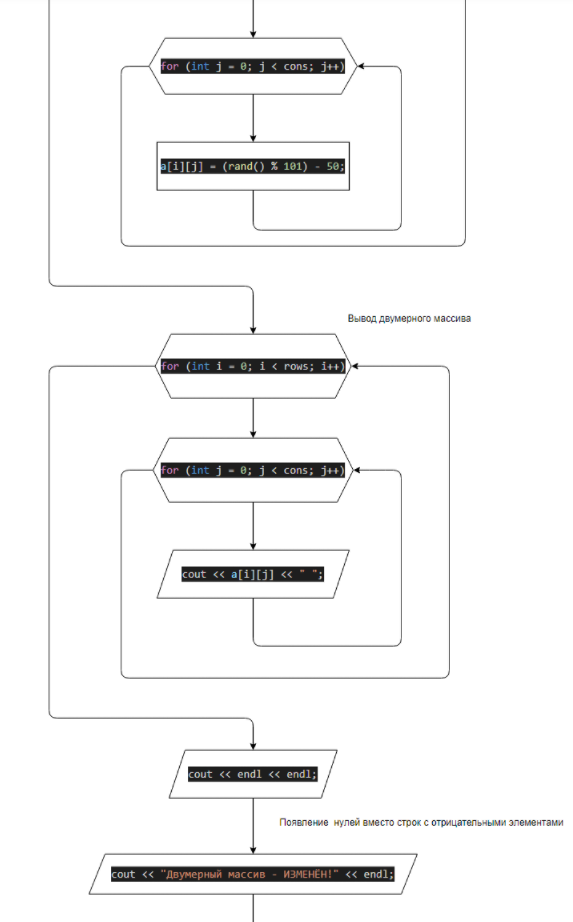 for (int j = 0; j < cons; j++)
a[i][j] = (rand() % 101) - 50;
Вывод двумерного массива
for (int i = 0; i < rows; i++)
for (int j = 0; j < cons; j++)
cout << a[i][j] << " ";
cout << endl << endl;
Появление нулей вместо строк с отрицательными элементами
cout << "Двумерный массив - ИЗМЕНЁН!" << endl;